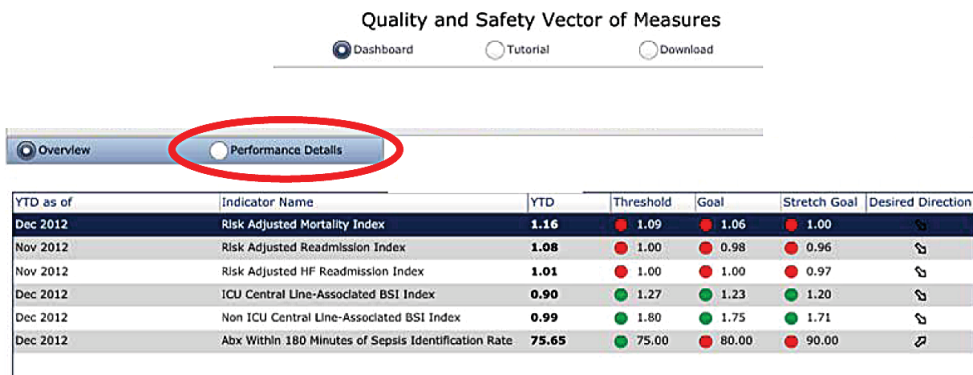 Quality and Safety Vector of Measures
Dashboard Tutorial Download
Overview Performance Details
YTD as of Indicator Name YTD Threshold Goal Stretch Goal Desired Direction
Dec 2012 Risk Adjusted Mortality Index 1.16 1.09 1.06 1.00
Nov 2012 Risk Adjusted Readmission Index 1.08 1.00 0.98 0.96
Nov 2012 Risk Adjusted HF Readmission Index 1.01 1.00 1.00 0.97
Dec 2012 ICU Central Line-Associated BSI Index 0.90 1.27 1.23 1.20
Dec 2012 Non ICU Central Line-Associated BSI Index 0.99 1.80 1.75 1.71
Dec 2012 Abx Within 180 Minutes of Sepsis Identification Rate 75.65 75.00 80.00 90.00